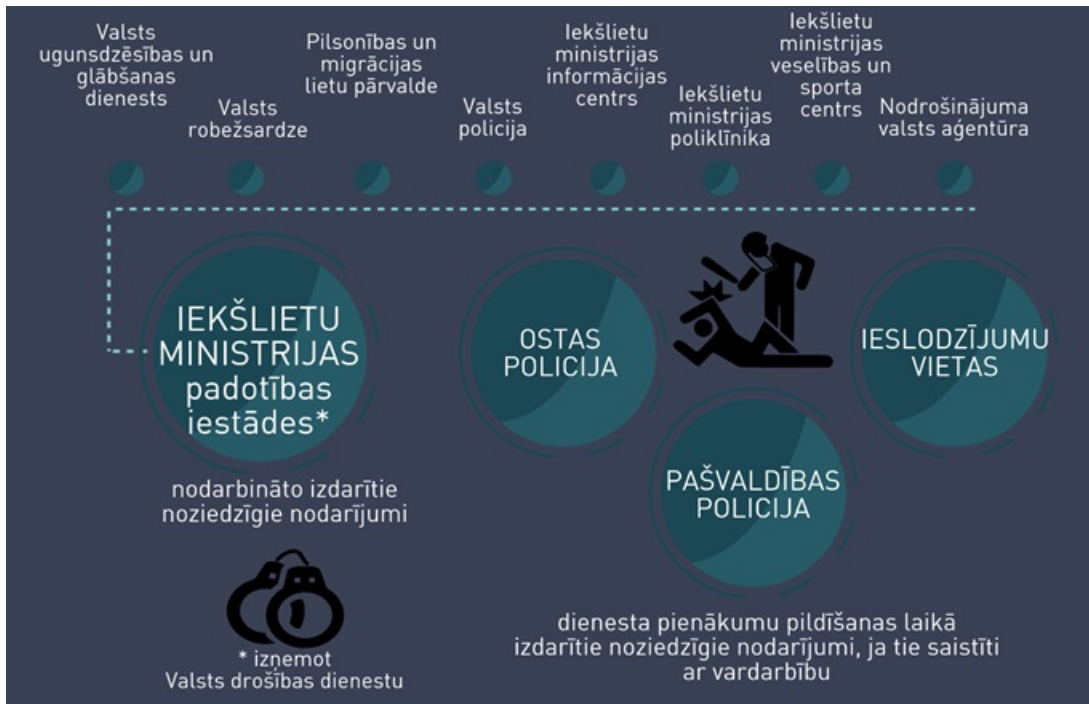 Valsts
ugunsdzēsības un
glābšanas
dienests
Valsts
robežsardze
Pilsonības un
migrācijas
lietu pārvalde
Valsts
policija
Iekšlietu
ministrijas
informācijas
centrs
Iekšlietu
ministrijas
poliklīnika
Iekšlietu
ministrijas
veselības un
sporta
centrs
Nodrošinājuma
valsts aģentūra
IEKŠLIETU
MINISTRIJAS
padotības
iestādes*
nodarbināto izdarītie
noziedzīgie nodarījumi
* izņemot
Valsts drošības dienestu
OSTAS
POLICIJA
PAŠVALDĪBAS
POLICIJA
IESLODZĪJUMU
VIETAS
dienesta pienākumu pildīšanas laikā
izdarītie noziedzīgie nodarījumi, ja tie saistīti
ar vardarbību